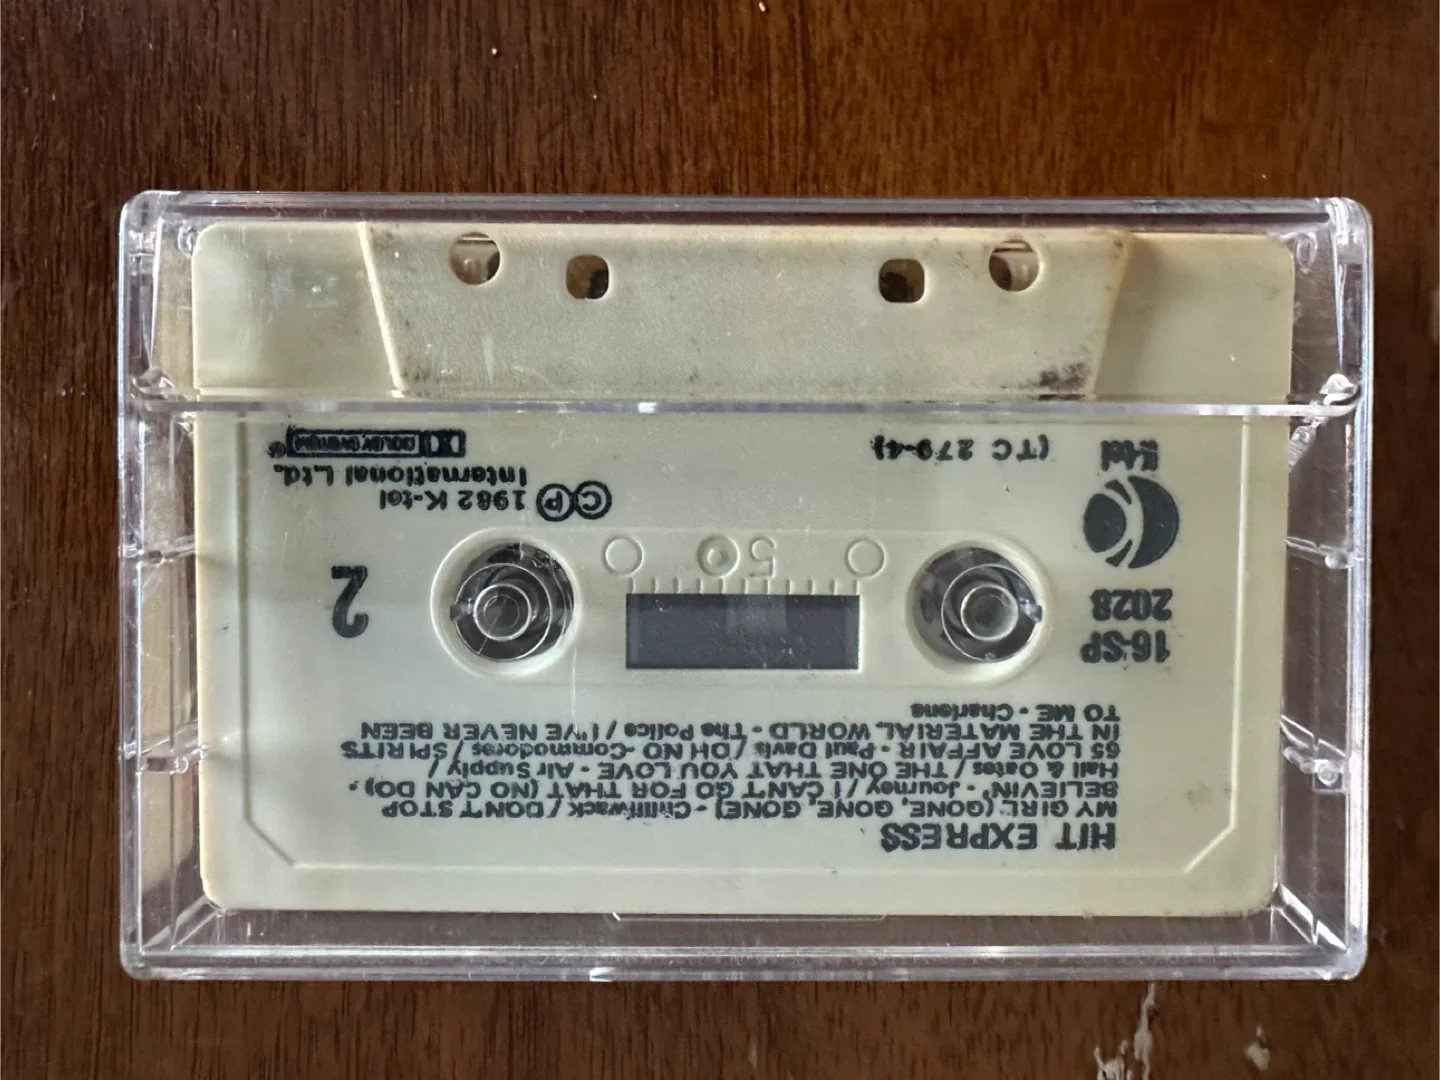 HIT EXPRESS
MY GIRL (GONE, GONE, GONE) - Chilliwack / DON'T STOP
BELIEVIN' - Journey / I CAN'T GO FOR THAT (NO CAN DO) -
Hall & Oates / THE ONE THAT YOU LOVE - Air Supply /
65 LOVE AFFAIR - Paul Davis / OH NO - Commodores / SPIRITS
IN THE MATERIAL WORLD - The Police / I'VE NEVER BEEN
TO ME - Charlene
16-SP
2028
2
50
K-tel
(TC 279-4)
©℗ 1982 K-tel
International Ltd.
DOLBY SYSTEM®